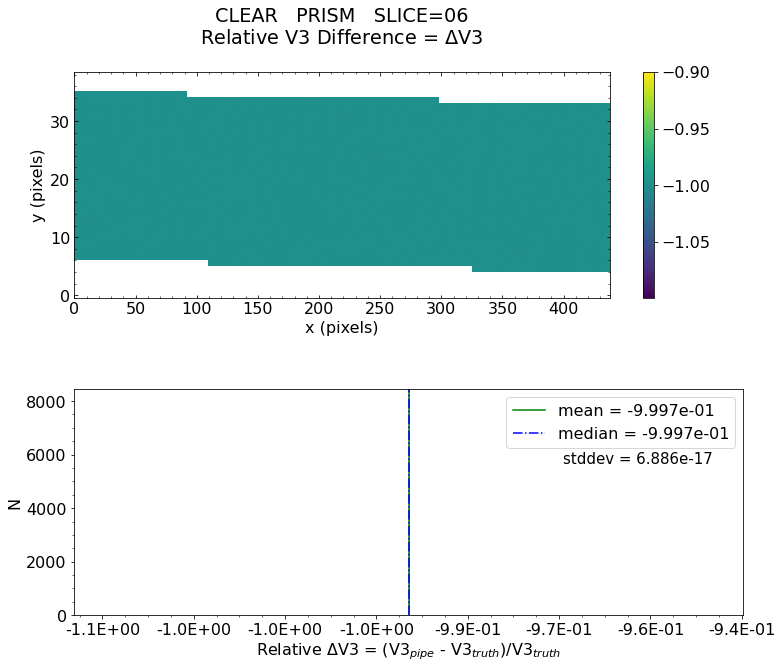 CLEAR   PRISM   SLICE=06
Relative V3 Difference = ΔV3
y (pixels)
30
20
10
0
0 50 100 150 200 250 300 350 400
x (pixels)
−0.90
−0.95
−1.00
−1.05
N
8000
6000
4000
2000
0
mean = -9.997e-01
median = -9.997e-01
stddev = 6.886e-17
-1.1E+00 -1.0E+00 -1.0E+00 -1.0E+00 -9.9E-01 -9.7E-01 -9.6E-01 -9.4E-01
Relative ΔV3 = (V3pipe - V3truth)/V3truth